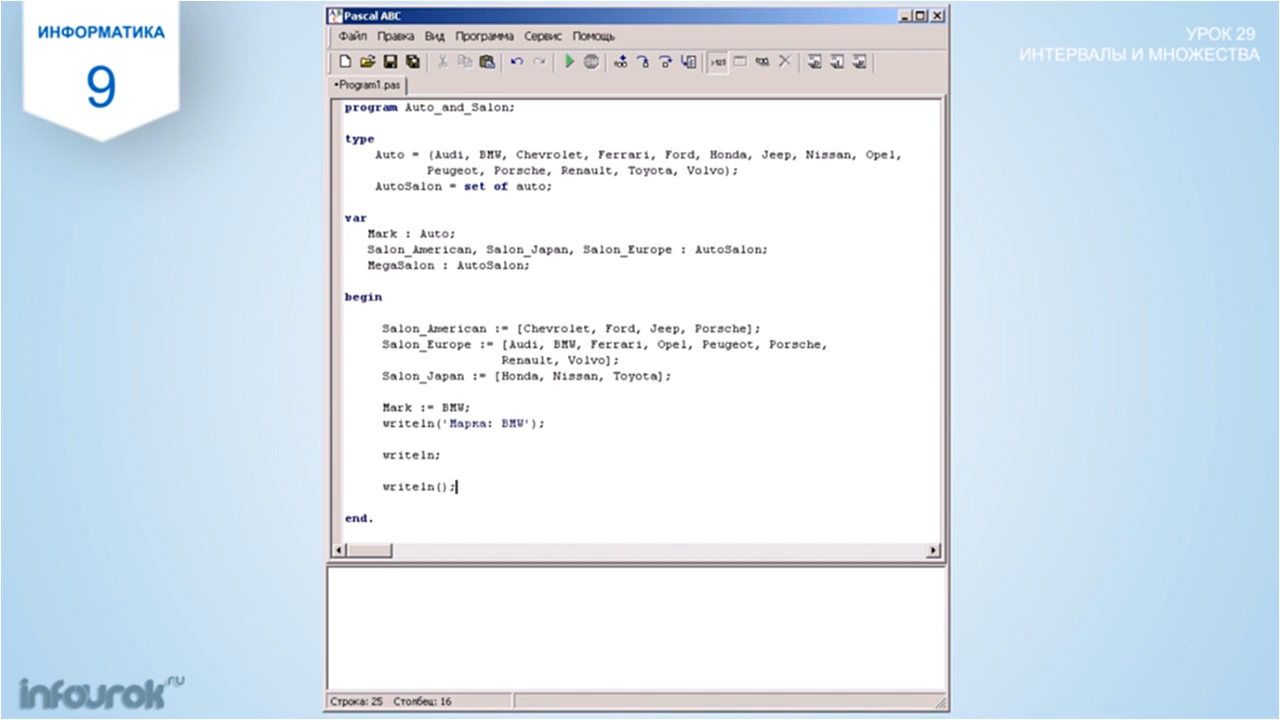 ИНФОРМАТИКА
9
УРОК 29
ИНТЕРВАЛЫ И МНОЖЕСТВА
Pascal ABC
Файл Правка Вид Программа Сервис Помощь
•Program1.pas
program Auto_and_Salon;
type
Auto = (Audi, BMW, Chevrolet, Ferrari, Ford, Honda, Jeep, Nissan, Opel,
Peugeot, Porsche, Renault, Toyota, Volvo);
AutoSalon = set of auto;
var
Mark : Auto;
Salon_American, Salon_Japan, Salon_Europe : AutoSalon;
MegaSalon : AutoSalon;
begin
Salon_American := [Chevrolet, Ford, Jeep, Porsche];
Salon_Europe := [Audi, BMW, Ferrari, Opel, Peugeot, Porsche,
Renault, Volvo];
Salon_Japan := [Honda, Nissan, Toyota];
Mark := BMW;
writeln('Марка: BMW');
writeln;
writeln();
end.
Строка: 25 Столбец: 16
infourok.ru